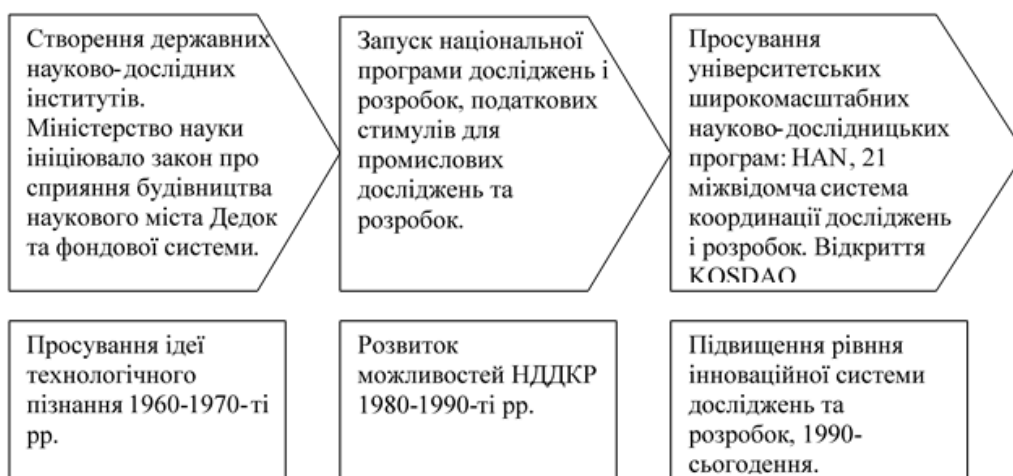 Створення державних
науково-дослідних
інститутів.
Міністерство науки
ініціювало закон про
сприяння будівництва
наукового міста Дедок
та фондової системи.
Запуск національної
програми досліджень і
розробок, податкових
стимулів для
промислових
досліджень та
розробок.
Просування
університетських
широкомасштабних
науково-дослідницьких
програм: HAN, 21
міжвідомча система
координації досліджень
і розробок. Відкриття
KOSDAQ
Просування ідеї
технологічного
пізнання 1960-1970-ті
рр.
Розвиток
можливостей НДДКР
1980-1990-ті рр.
Підвищення рівння
інноваційної системи
досліджень та
розробок, 1990-
сьогодення.